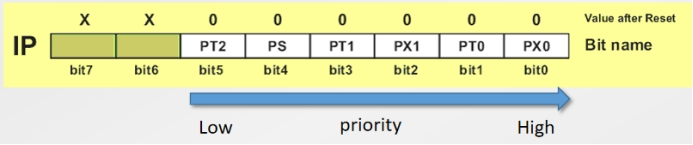 X X 0 0 0 0 0 0 Value after Reset
IP PT2 PS PT1 PX1 PT0 PX0 Bit name
bit7 bit6 bit5 bit4 bit3 bit2 bit1 bit0
Low priority High